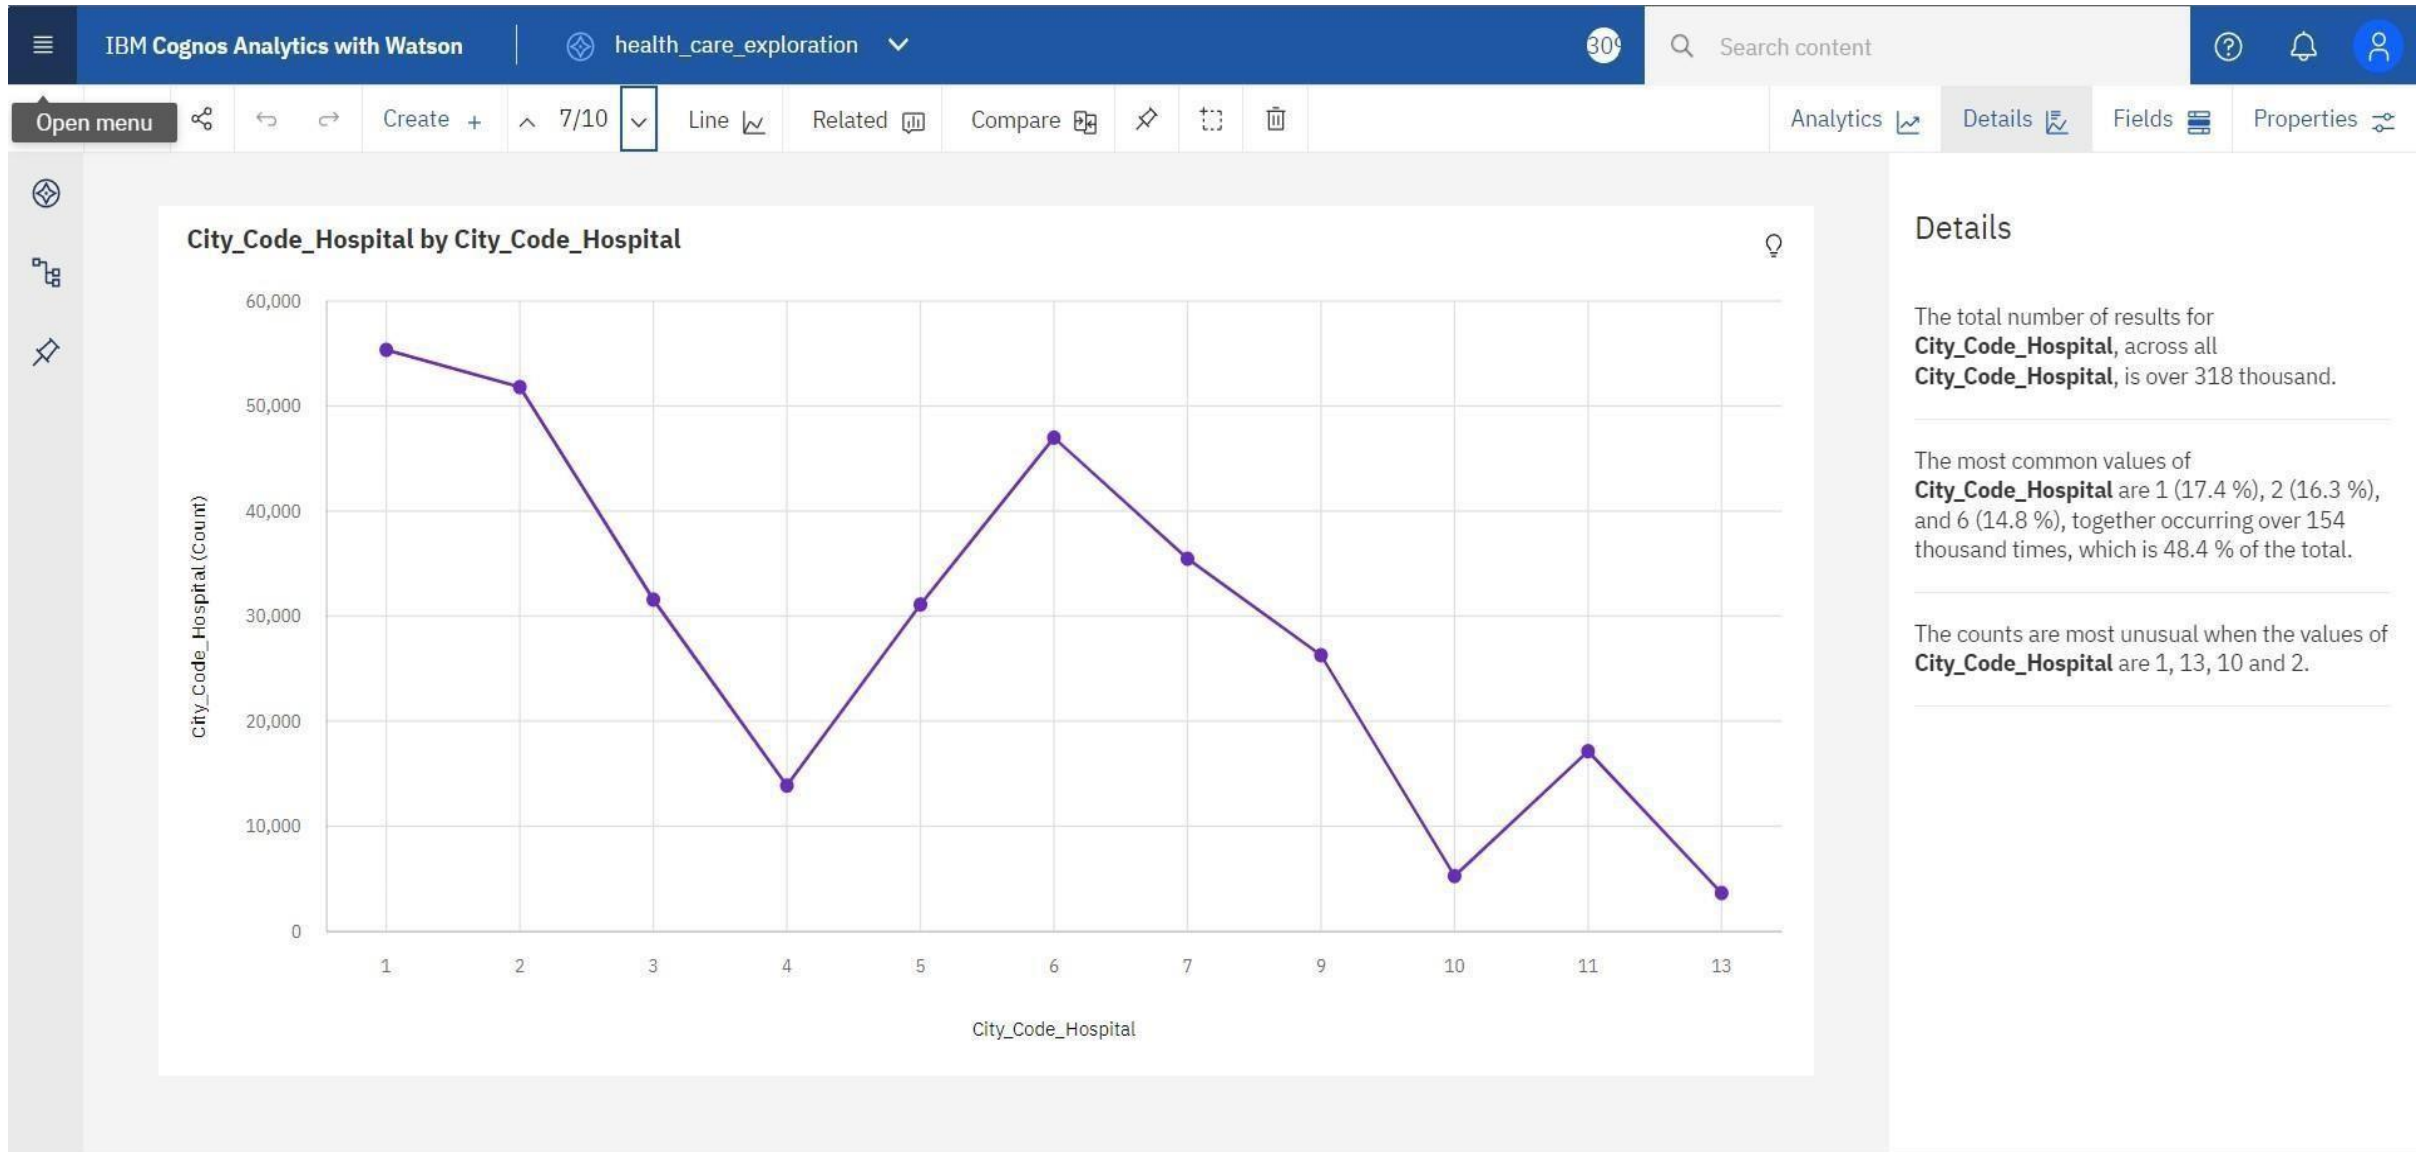 IBM Cognos Analytics with Watson
health_care_exploration
Search content
Open menu
Create +
7/10
Line
Related
Compare
Analytics
Details
Fields
Properties
City_Code_Hospital by City_Code_Hospital
60,000
50,000
40,000
30,000
20,000
10,000
0
City_Code_Hospital (Count)
1 2 3 4 5 6 7 9 10 11 13
City_Code_Hospital
Details
The total number of results for
City_Code_Hospital, across all
City_Code_Hospital, is over 318 thousand.
The most common values of
City_Code_Hospital are 1 (17.4 %), 2 (16.3 %),
and 6 (14.8 %), together occurring over 154
thousand times, which is 48.4 % of the total.
The counts are most unusual when the values of
City_Code_Hospital are 1, 13, 10 and 2.